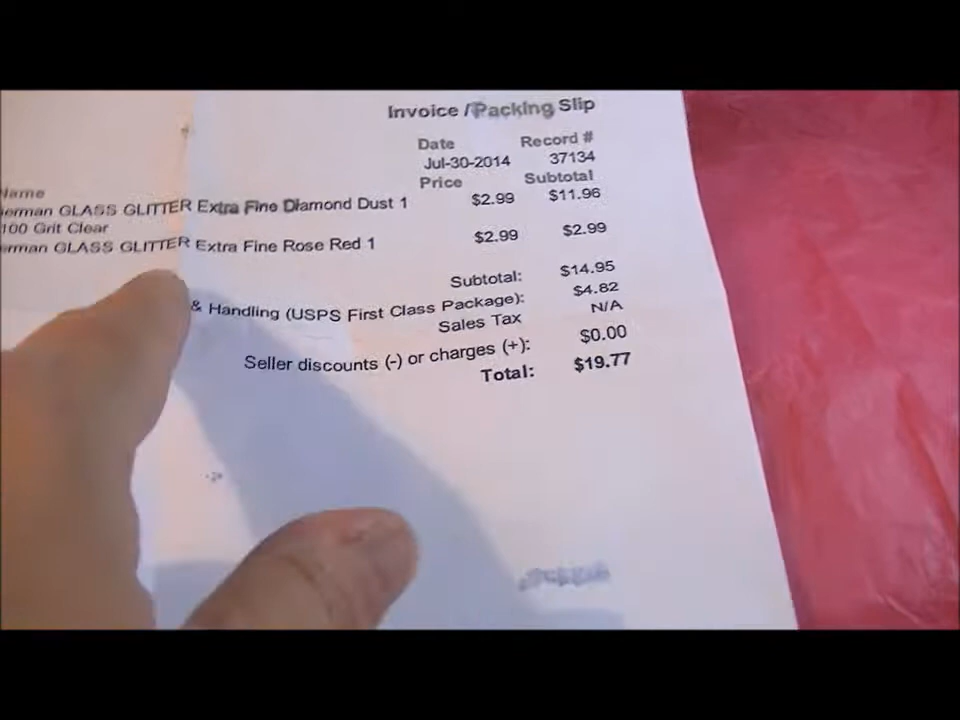 Invoice / Packing Slip
Date Record #
Jul-30-2014 37134
Name Price Subtotal
erman GLASS GLITTER Extra Fine Diamond Dust 1 $2.99 $11.96
100 Grit Clear
erman GLASS GLITTER Extra Fine Rose Red 1 $2.99 $2.99
Subtotal: $14.95
& Handling (USPS First Class Package): $4.82
Sales Tax N/A
Seller discounts (-) or charges (+): $0.00
Total: $19.77